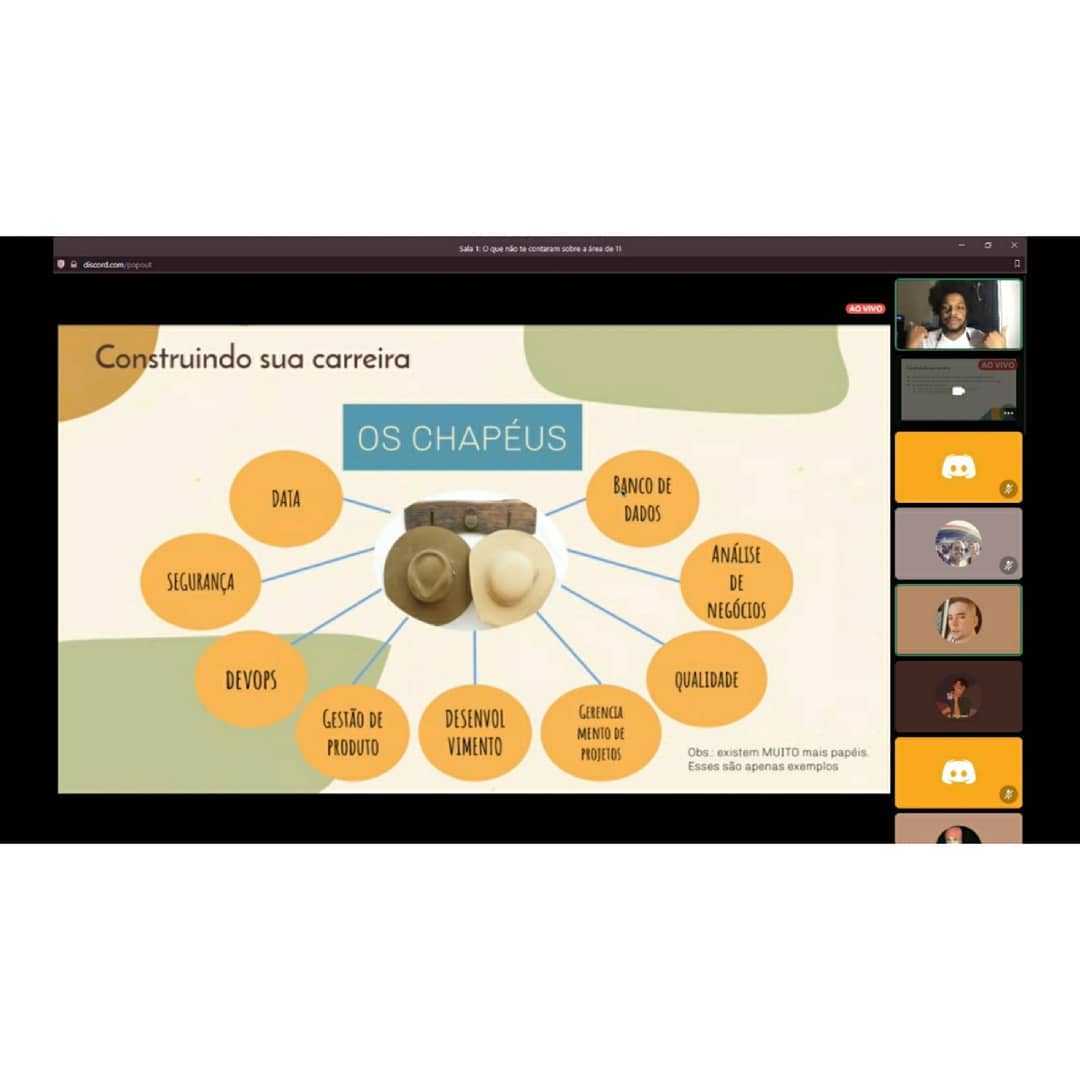 Sala 1: O que não te contaram sobre a área de TI
discord.com/popout
AO VIVO
Construindo sua carreira
OS CHAPÉUS
DATA
SEGURANÇA
DEVOPS
GESTÃO DE
PRODUTO
DESENVOL
VIMENTO
GERENCIA
MENTO DE
PROJETOS
QUALIDADE
ANÁLISE
DE
NEGÓCIOS
BANCO DE
DADOS
Obs.: existem MUITO mais papéis.
Esses são apenas exemplos
AO VIVO